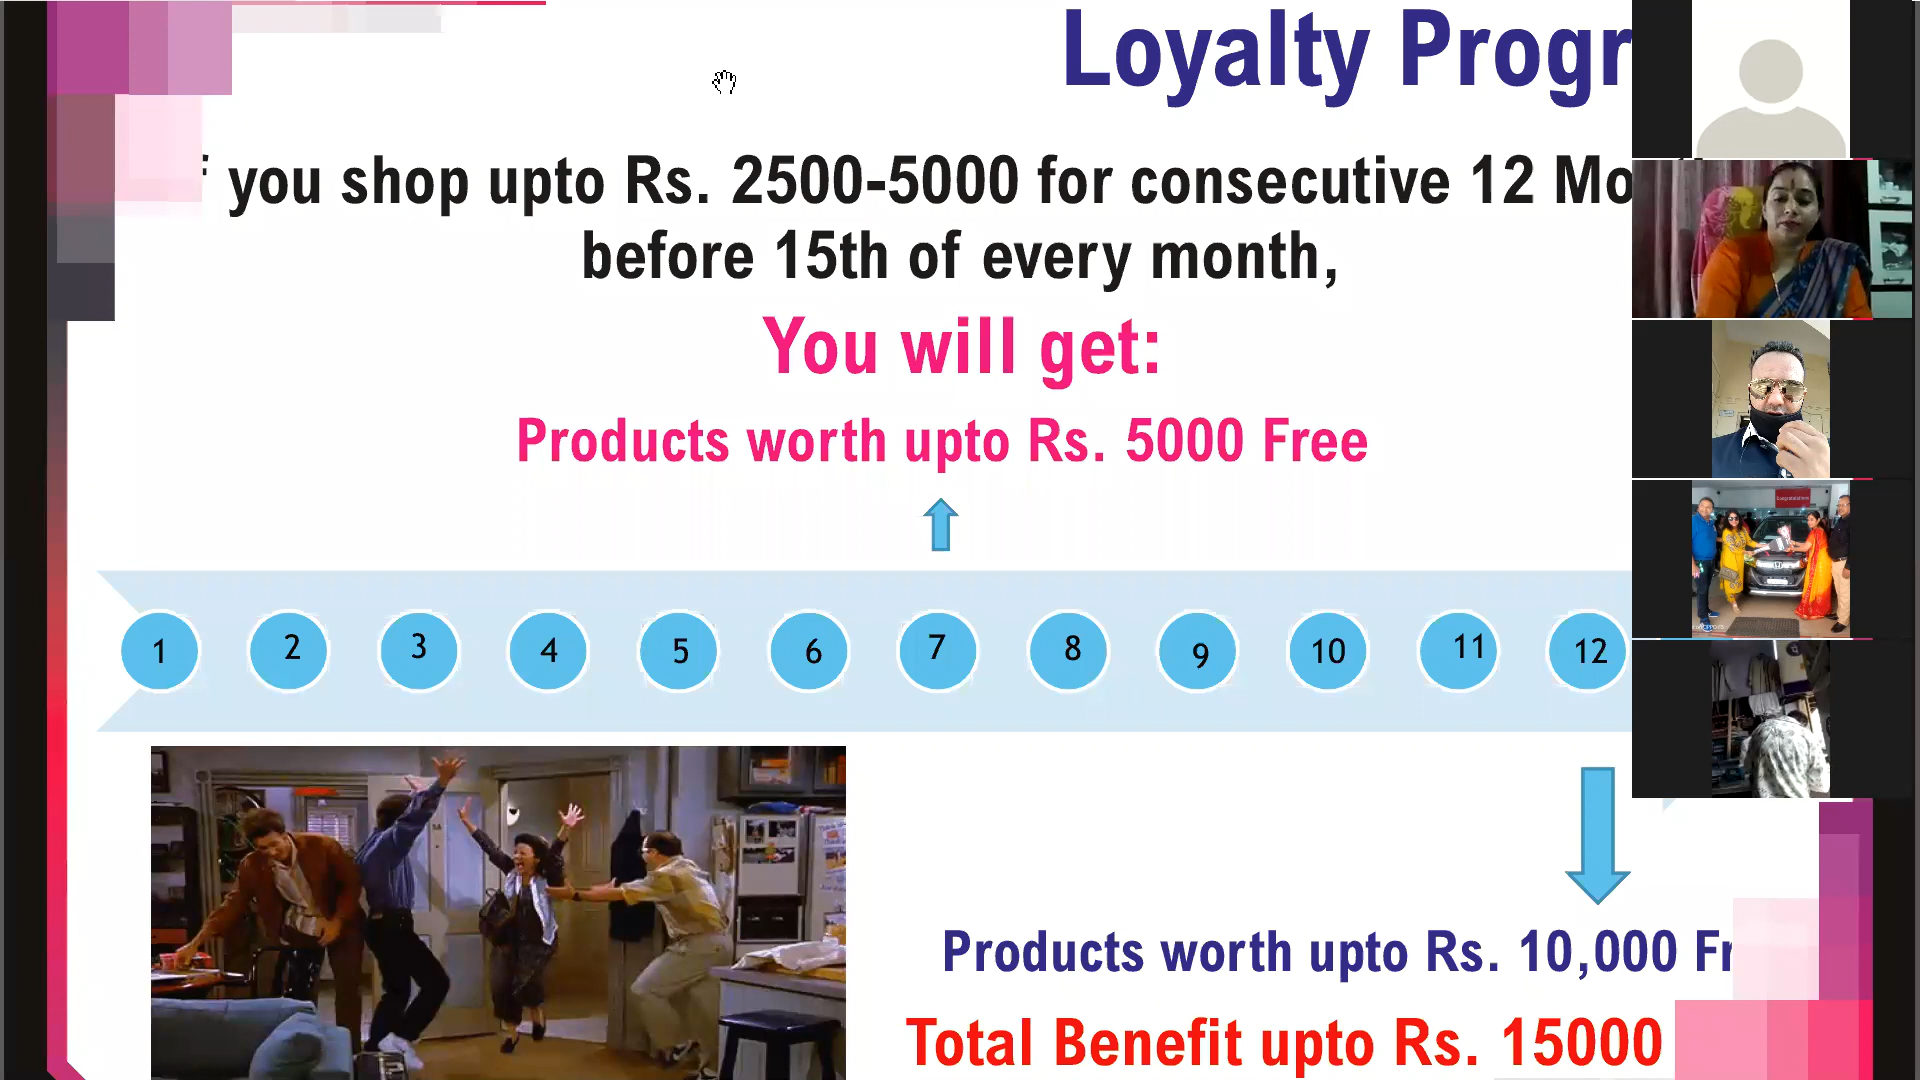 Loyalty Progr
f you shop upto Rs. 2500-5000 for consecutive 12 Mo
before 15th of every month,
You will get:
Products worth upto Rs. 5000 Free
1 2 3 4 5 6 7 8 9 10 11 12
Products worth upto Rs. 10,000 Fr
Total Benefit upto Rs. 15000
Congratulations